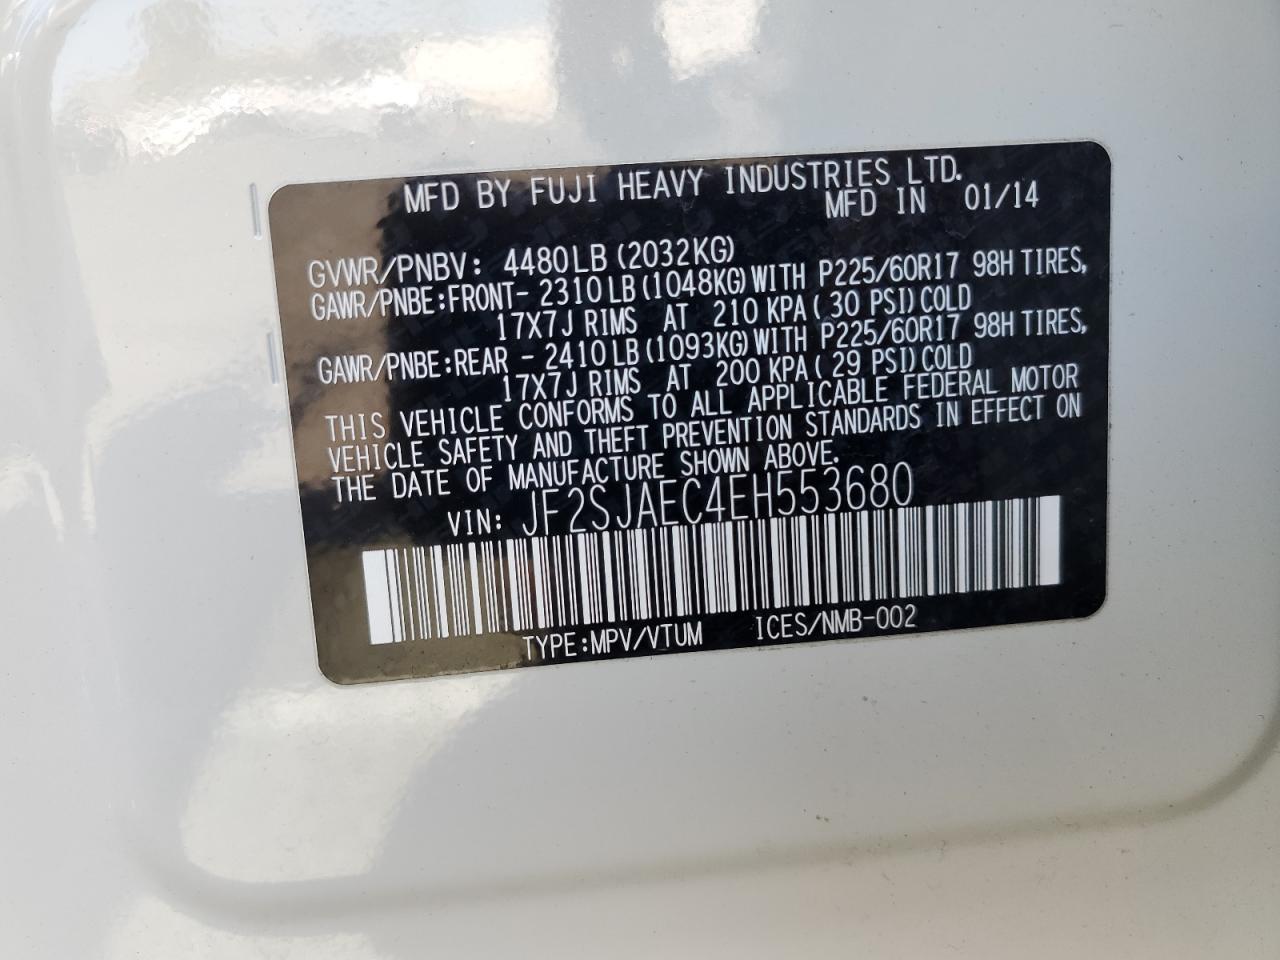 MFD BY FUJI HEAVY INDUSTRIES LTD.
MFD IN 01/14
GVWR/PNBV: 4480LB (2032KG)
GAWR/PNBE:FRONT- 2310LB (1048KG) WITH P225/60R17 98H TIRES,
17X7J RIMS AT 210 KPA ( 30 PSI) COLD
GAWR/PNBE:REAR - 2410LB (1093KG) WITH P225/60R17 98H TIRES,
17X7J RIMS AT 200 KPA ( 29 PSI) COLD
THIS VEHICLE CONFORMS TO ALL APPLICABLE FEDERAL MOTOR
VEHICLE SAFETY AND THEFT PREVENTION STANDARDS IN EFFECT ON
THE DATE OF MANUFACTURE SHOWN ABOVE.
VIN: JF2SJAEC4EH553680
TYPE:MPV/VTUM ICES/NMB-002